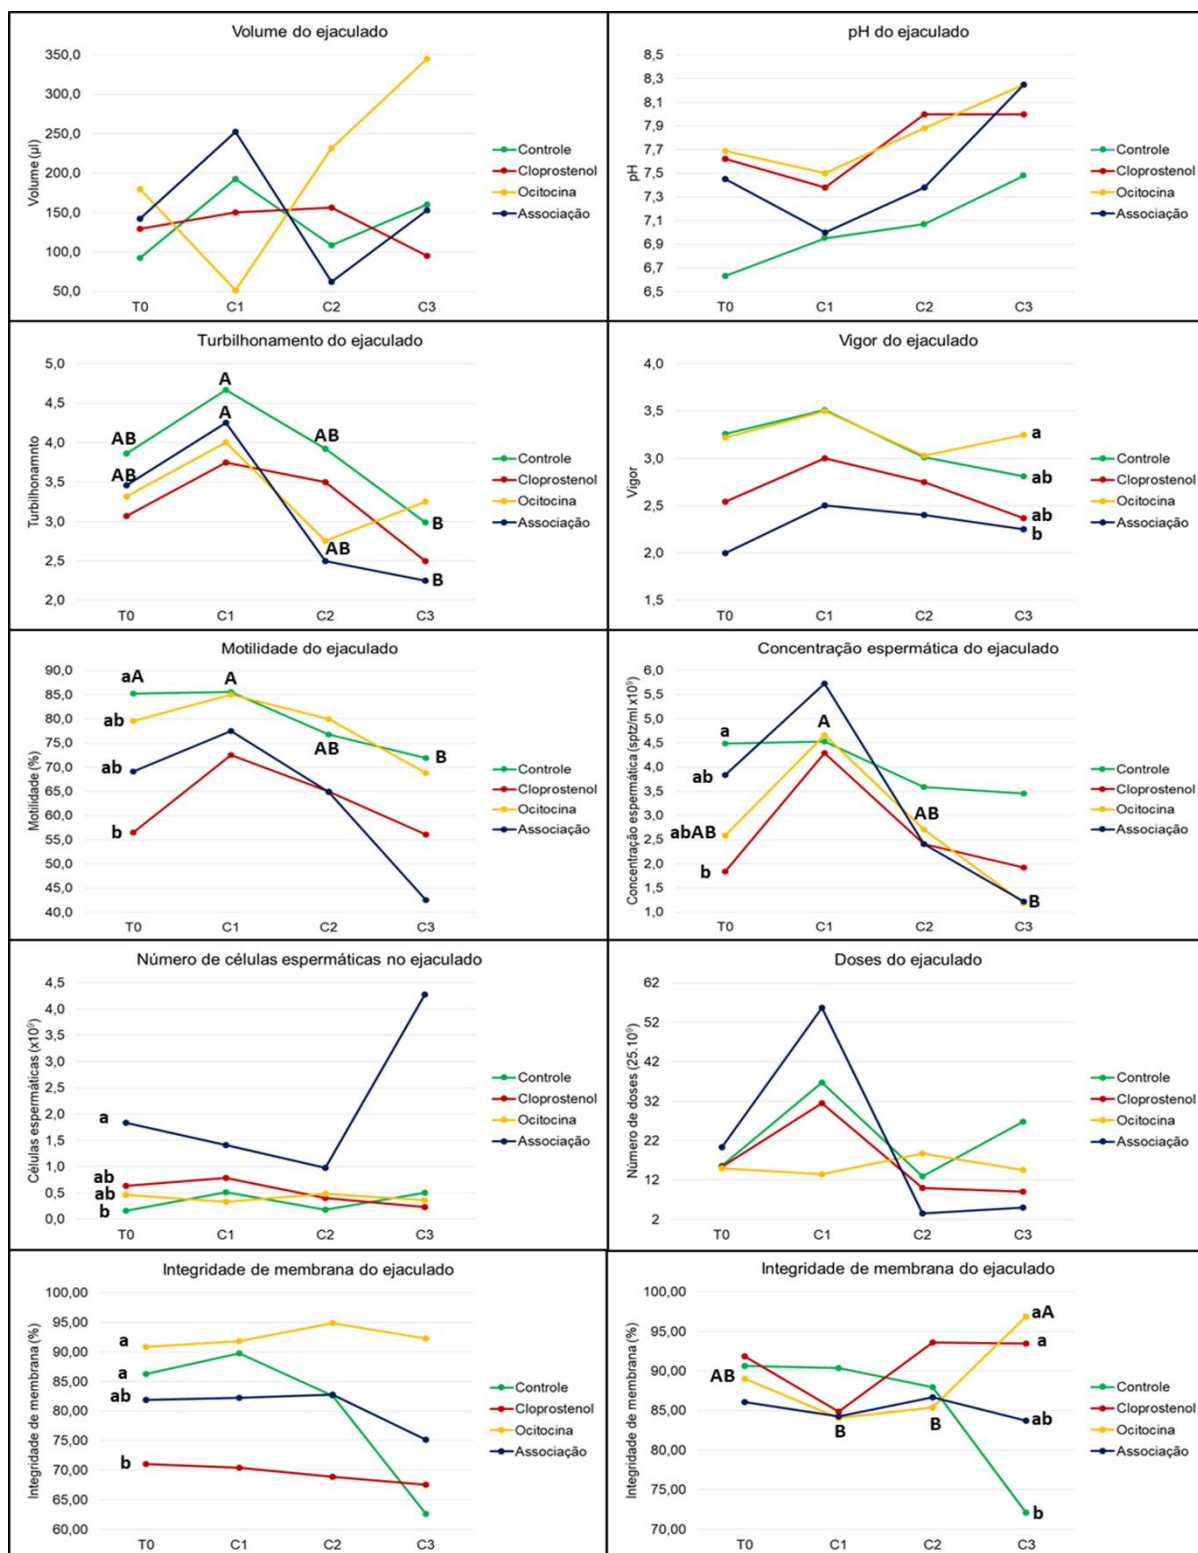 Volume do ejaculado
350,0
300,0
250,0
200,0
150,0
100,0
50,0
Volume (µl)
T0 C1 C2 C3
Controle
Cloprostenol
Ocitocina
Associação
pH do ejaculado
8,5
8,3
8,1
7,9
7,7
7,5
7,3
7,1
6,9
6,7
6,5
pH
T0 C1 C2 C3
Controle
Cloprostenol
Ocitocina
Associação
Turbilhonamento do ejaculado
5,0
4,5
4,0
3,5
3,0
2,5
2,0
Turbilhonamnto
A
A
AB
AB
AB
AB
B
B
T0 C1 C2 C3
Controle
Cloprostenol
Ocitocina
Associação
Vigor do ejaculado
4,0
3,5
3,0
2,5
2,0
1,5
Vigor
a
ab
ab
b
T0 C1 C2 C3
Controle
Cloprostenol
Ocitocina
Associação
Motilidade do ejaculado
90,0
85,0
80,0
75,0
70,0
65,0
60,0
55,0
50,0
45,0
40,0
Motilidade (%)
aA
A
ab
AB
B
ab
b
T0 C1 C2 C3
Controle
Cloprostenol
Ocitocina
Associação
Concentração espermática do ejaculado
6,0
5,5
5,0
4,5
4,0
3,5
3,0
2,5
2,0
1,5
1,0
Concentração espermática (sptz/ml x10⁹)
a
A
ab
abAB
AB
b
B
T0 C1 C2 C3
Controle
Cloprostenol
Ocitocina
Associação
Número de células espermáticas no ejaculado
4,5
4,0
3,5
3,0
2,5
2,0
1,5
1,0
0,5
0,0
Células espermáticas (x10⁹)
a
ab
ab
b
T0 C1 C2 C3
Controle
Cloprostenol
Ocitocina
Associação
Doses do ejaculado
62
52
42
32
22
12
2
Número de doses (25.10⁹)
T0 C1 C2 C3
Controle
Cloprostenol
Ocitocina
Associação
Integridade de membrana do ejaculado
100,00
95,00
90,00
85,00
80,00
75,00
70,00
65,00
60,00
Integridade de membrana (%)
a
a
ab
b
T0 C1 C2 C3
Controle
Cloprostenol
Ocitocina
Associação
Integridade de membrana do ejaculado
100,00
95,00
90,00
85,00
80,00
75,00
70,00
Integridade de membrana (%)
aA
a
AB
B
B
ab
b
T0 C1 C2 C3
Controle
Cloprostenol
Ocitocina
Associação